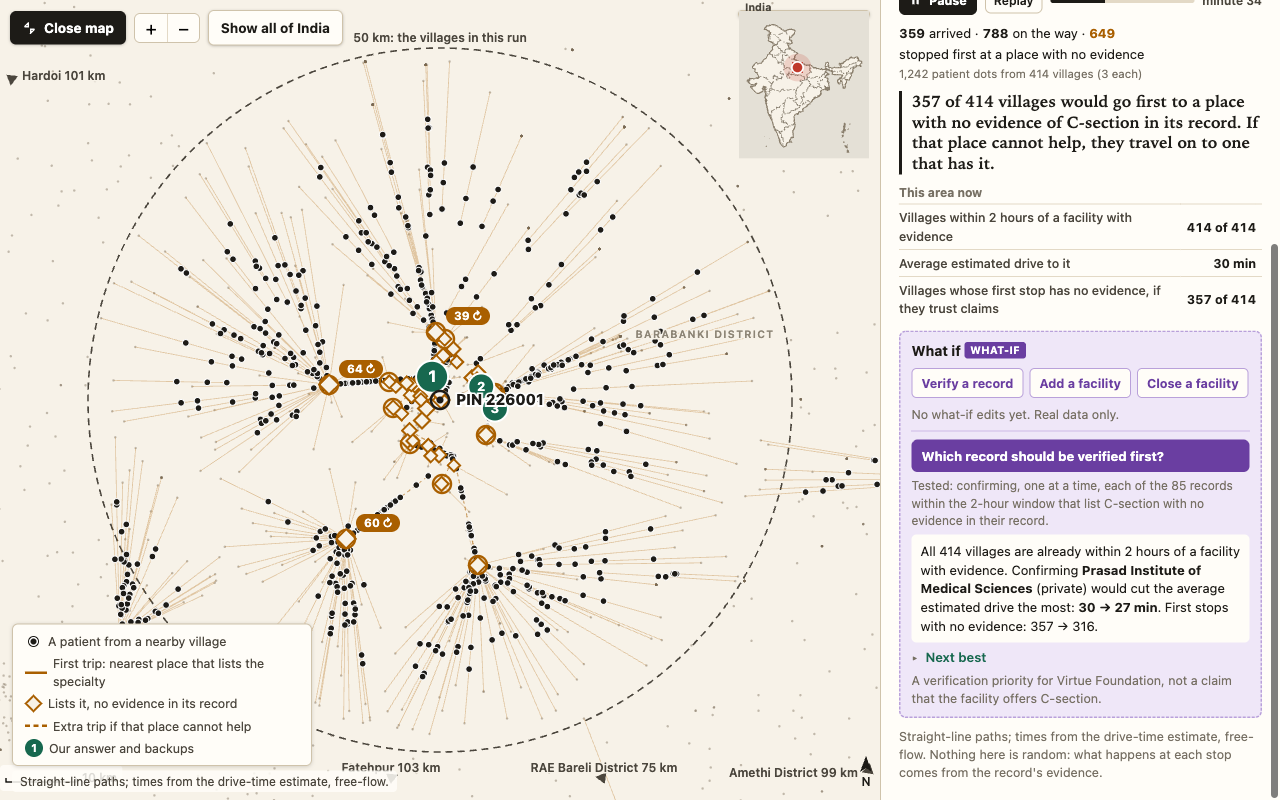 Close map
+
−
Show all of India
50 km: the villages in this run
India
Hardoi 101 km
39 ↻
BARABANKI DISTRICT
64 ↻
1
2
PIN 226001
3
60 ↻
A patient from a nearby village
First trip: nearest place that lists the
specialty
Lists it, no evidence in its record
Extra trip if that place cannot help
1 Our answer and backups
Fatehpur 103 km
RAE Bareli District 75 km
Amethi District 99 km
N
Straight-line paths; times from the drive-time estimate, free-flow.
Pause
Replay
minute 34
359 arrived · 788 on the way · 649
stopped first at a place with no evidence
1,242 patient dots from 414 villages (3 each)
357 of 414 villages would go first to a place
with no evidence of C-section in its record. If
that place cannot help, they travel on to one
that has it.
This area now
Villages within 2 hours of a facility with
evidence
414 of 414
Average estimated drive to it
30 min
Villages whose first stop has no evidence, if
they trust claims
357 of 414
What if WHAT-IF
Verify a record
Add a facility
Close a facility
No what-if edits yet. Real data only.
Which record should be verified first?
Tested: confirming, one at a time, each of the 85 records
within the 2-hour window that list C-section with no
evidence in their record.
All 414 villages are already within 2 hours of a facility
with evidence. Confirming Prasad Institute of
Medical Sciences (private) would cut the average
estimated drive the most: 30 → 27 min. First stops
with no evidence: 357 → 316.
Next best
A verification priority for Virtue Foundation, not a claim
that the facility offers C-section.
Straight-line paths; times from the drive-time estimate, free-
flow. Nothing here is random: what happens at each stop
comes from the record's evidence.